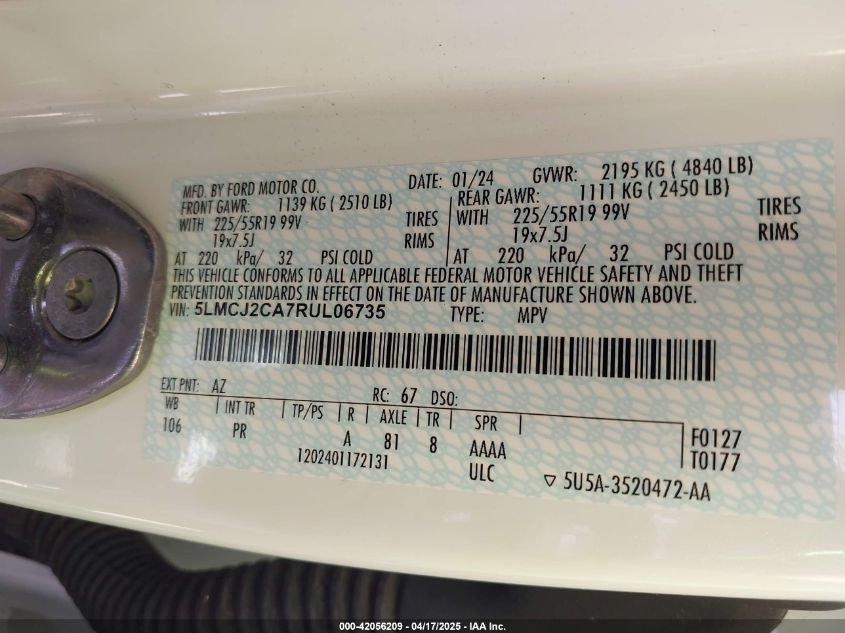 MFD. BY FORD MOTOR CO. DATE: 01/24 GVWR: 2195 KG ( 4840 LB)
FRONT GAWR: 1139 KG ( 2510 LB) REAR GAWR: 1111 KG ( 2450 LB)
WITH 225/55R19 99V TIRES WITH 225/55R19 99V TIRES
19x7.5J RIMS 19x7.5J RIMS
AT 220 kPa/ 32 PSI COLD AT 220 kPa/ 32 PSI COLD
THIS VEHICLE CONFORMS TO ALL APPLICABLE FEDERAL MOTOR VEHICLE SAFETY AND THEFT
PREVENTION STANDARDS IN EFFECT ON THE DATE OF MANUFACTURE SHOWN ABOVE.
VIN: 5LMCJ2CA7RUL06735 TYPE: MPV
EXT PNT: AZ RC: 67 DSO:
WB INT TR TP/PS R AXLE TR SPR
106 PR A 81 8 AAAA F0127
1202401172131 ULC T0177
▽ 5U5A-3520472-AA
000-42056209 - 04/17/2025 - IAA Inc.